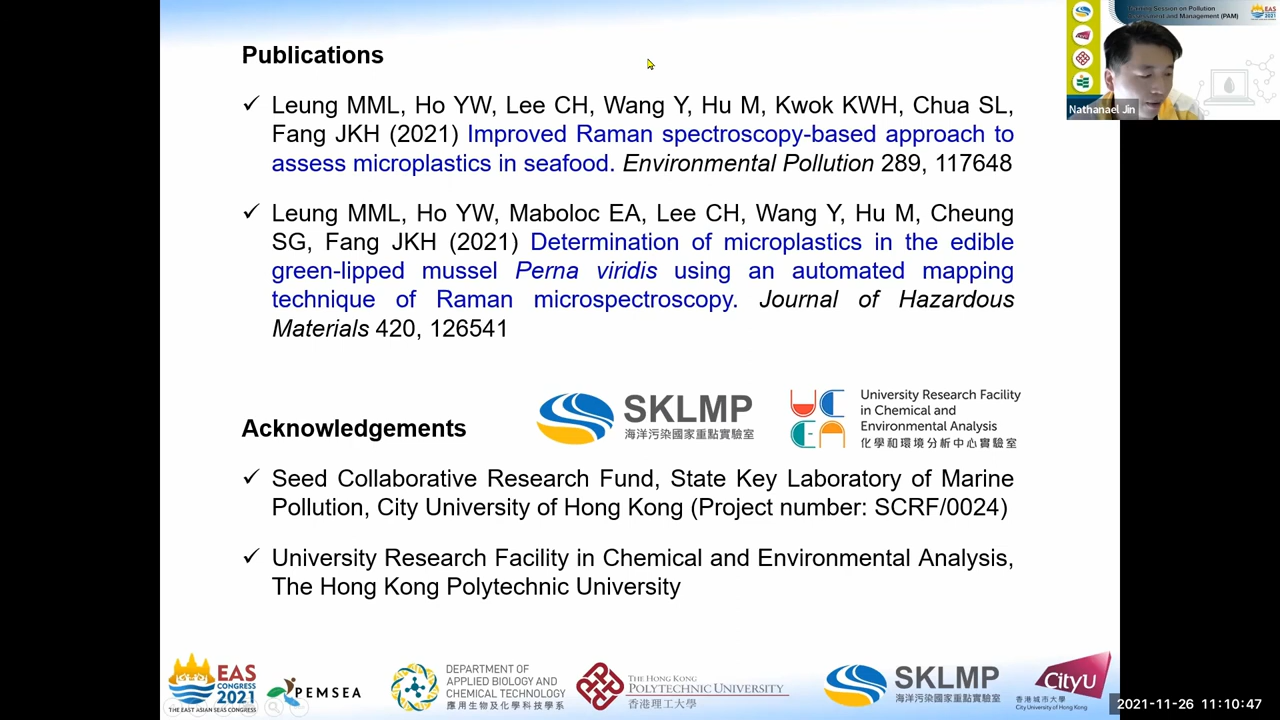 Publications
✓ Leung MML, Ho YW, Lee CH, Wang Y, Hu M, Kwok KWH, Chua SL,
Fang JKH (2021) Improved Raman spectroscopy-based approach to
assess microplastics in seafood. Environmental Pollution 289, 117648
✓ Leung MML, Ho YW, Maboloc EA, Lee CH, Wang Y, Hu M, Cheung
SG, Fang JKH (2021) Determination of microplastics in the edible
green-lipped mussel Perna viridis using an automated mapping
technique of Raman microspectroscopy. Journal of Hazardous
Materials 420, 126541
Acknowledgements
SKLMP
海洋污染國家重點實驗室
University Research Facility
in Chemical and
Environmental Analysis
化學和環境分析中心實驗室
✓ Seed Collaborative Research Fund, State Key Laboratory of Marine
Pollution, City University of Hong Kong (Project number: SCRF/0024)
✓ University Research Facility in Chemical and Environmental Analysis,
The Hong Kong Polytechnic University
EAS
CONGRESS
2021
THE EAST ASIAN SEAS CONGRESS
PEMSEA
DEPARTMENT OF
APPLIED BIOLOGY AND
CHEMICAL TECHNOLOGY
應用生物及化學科技學系
THE HONG KONG
POLYTECHNIC UNIVERSITY
香港理工大學
SKLMP
海洋污染國家重點實驗室
CityU
香港城市大學
City University of Hong Kong
Session on Pollution
and Management (PAM)
Nathanael Jin
2021-11-26 11:10:47